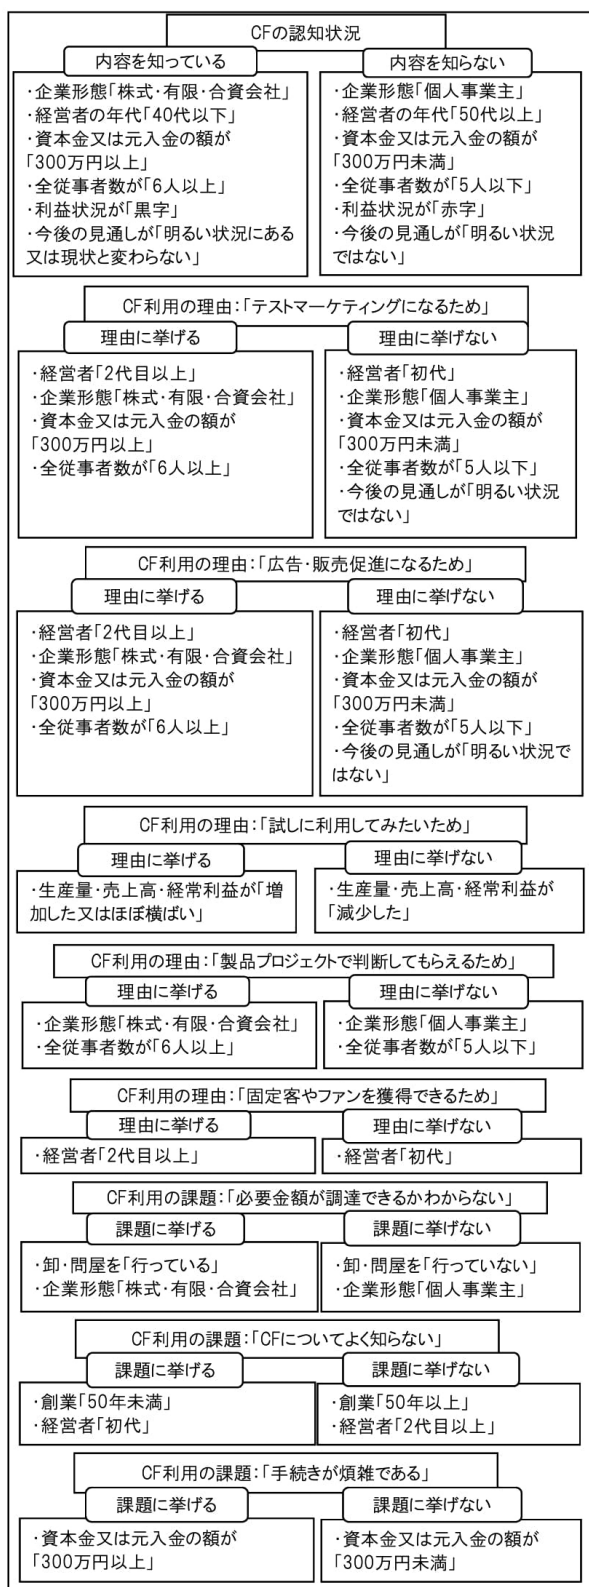 CFの認知状況
内容を知っている
・企業形態「株式・有限・合資会社」
・経営者の年代「40代以下」
・資本金又は元入金の額が
「300万円以上」
・全従事者数が「6人以上」
・利益状況が「黒字」
・今後の見通しが「明るい状況にある
又は現状と変わらない」
内容を知らない
・企業形態「個人事業主」
・経営者の年代「50代以上」
・資本金又は元入金の額が
「300万円未満」
・全従事者数が「5人以下」
・利益状況が「赤字」
・今後の見通しが「明るい状況
ではない」
CF利用の理由:「テストマーケティングになるため」
理由に挙げる
・経営者「2代目以上」
・企業形態「株式・有限・合資会社」
・資本金又は元入金の額が
「300万円以上」
・全従事者数が「6人以上」
理由に挙げない
・経営者「初代」
・企業形態「個人事業主」
・資本金又は元入金の額が
「300万円未満」
・全従事者数が「5人以下」
・今後の見通しが「明るい状況
ではない」
CF利用の理由:「広告・販売促進になるため」
理由に挙げる
・経営者「2代目以上」
・企業形態「株式・有限・合資会社」
・資本金又は元入金の額が
「300万円以上」
・全従事者数が「6人以上」
理由に挙げない
・経営者「初代」
・企業形態「個人事業主」
・資本金又は元入金の額が
「300万円未満」
・全従事者数が「5人以下」
・今後の見通しが「明るい状況で
はない」
CF利用の理由:「試しに利用してみたいため」
理由に挙げる
・生産量・売上高・経常利益が「増
加した又はほぼ横ばい」
理由に挙げない
・生産量・売上高・経常利益が
「減少した」
CF利用の理由:「製品プロジェクトで判断してもらえるため」
理由に挙げる
・企業形態「株式・有限・合資会社」
・全従事者数が「6人以上」
理由に挙げない
・企業形態「個人事業主」
・全従事者数が「5人以下」
CF利用の理由:「固定客やファンを獲得できるため」
理由に挙げる
・経営者「2代目以上」
理由に挙げない
・経営者「初代」
CF利用の課題:「必要金額が調達できるかわからない」
課題に挙げる
・卸・問屋を「行っている」
・企業形態「株式・有限・合資会社」
課題に挙げない
・卸・問屋を「行っていない」
・企業形態「個人事業主」
CF利用の課題:「CFについてよく知らない」
課題に挙げる
・創業「50年未満」
・経営者「初代」
課題に挙げない
・創業「50年以上」
・経営者「2代目以上」
CF利用の課題:「手続きが煩雑である」
課題に挙げる
・資本金又は元入金の額が
「300万円以上」
課題に挙げない
・資本金又は元入金の額が
「300万円未満」